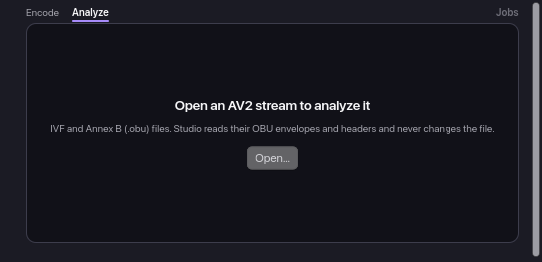 Encode Analyze Jobs
Open an AV2 stream to analyze it
IVF and Annex B (.obu) files. Studio reads their OBU envelopes and headers and never changes the file.
Open...